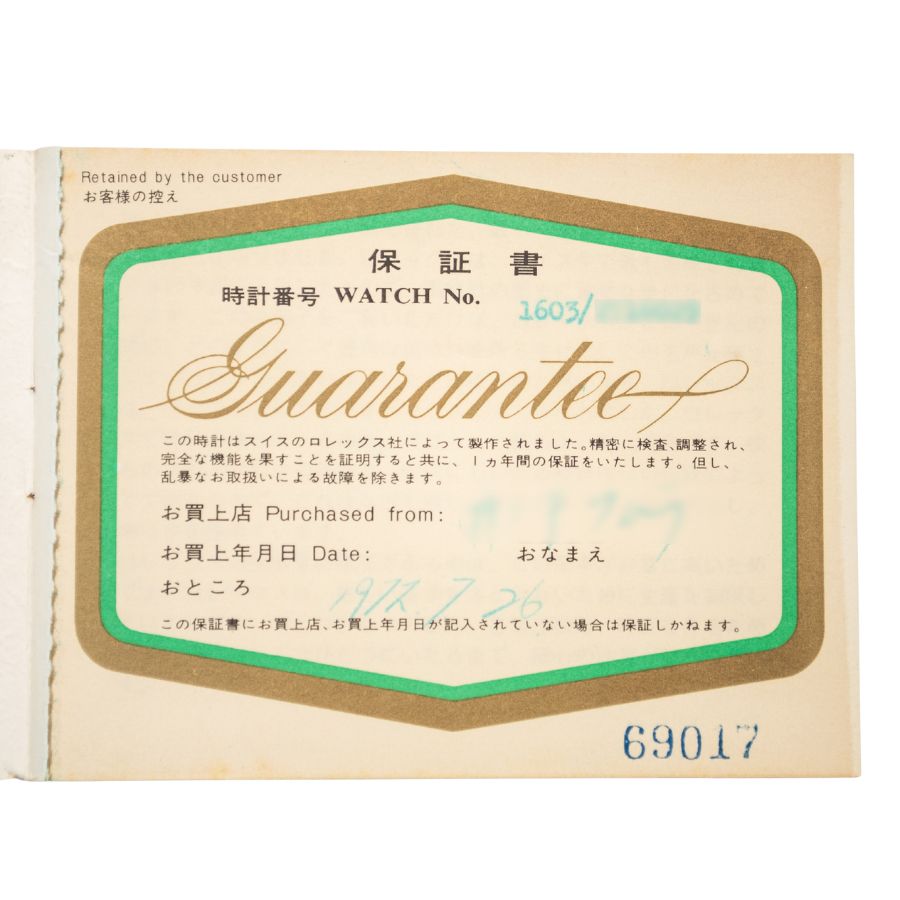 Retained by the customer
お客様の控え
保証書
時計番号 WATCH No. 1603/
Guarantee
この時計はスイスのロレックス社によって製作されました。精密に検査、調整され、
完全な機能を果すことを証明すると共に、1ヵ年間の保証をいたします。但し、
乱暴なお取扱いによる故障を除きます。
お買上店 Purchased from:
お買上年月日 Date: おなまえ
おところ
1977. 7 26
この保証書にお買上店、お買上年月日が記入されていない場合は保証しかねます。
69017